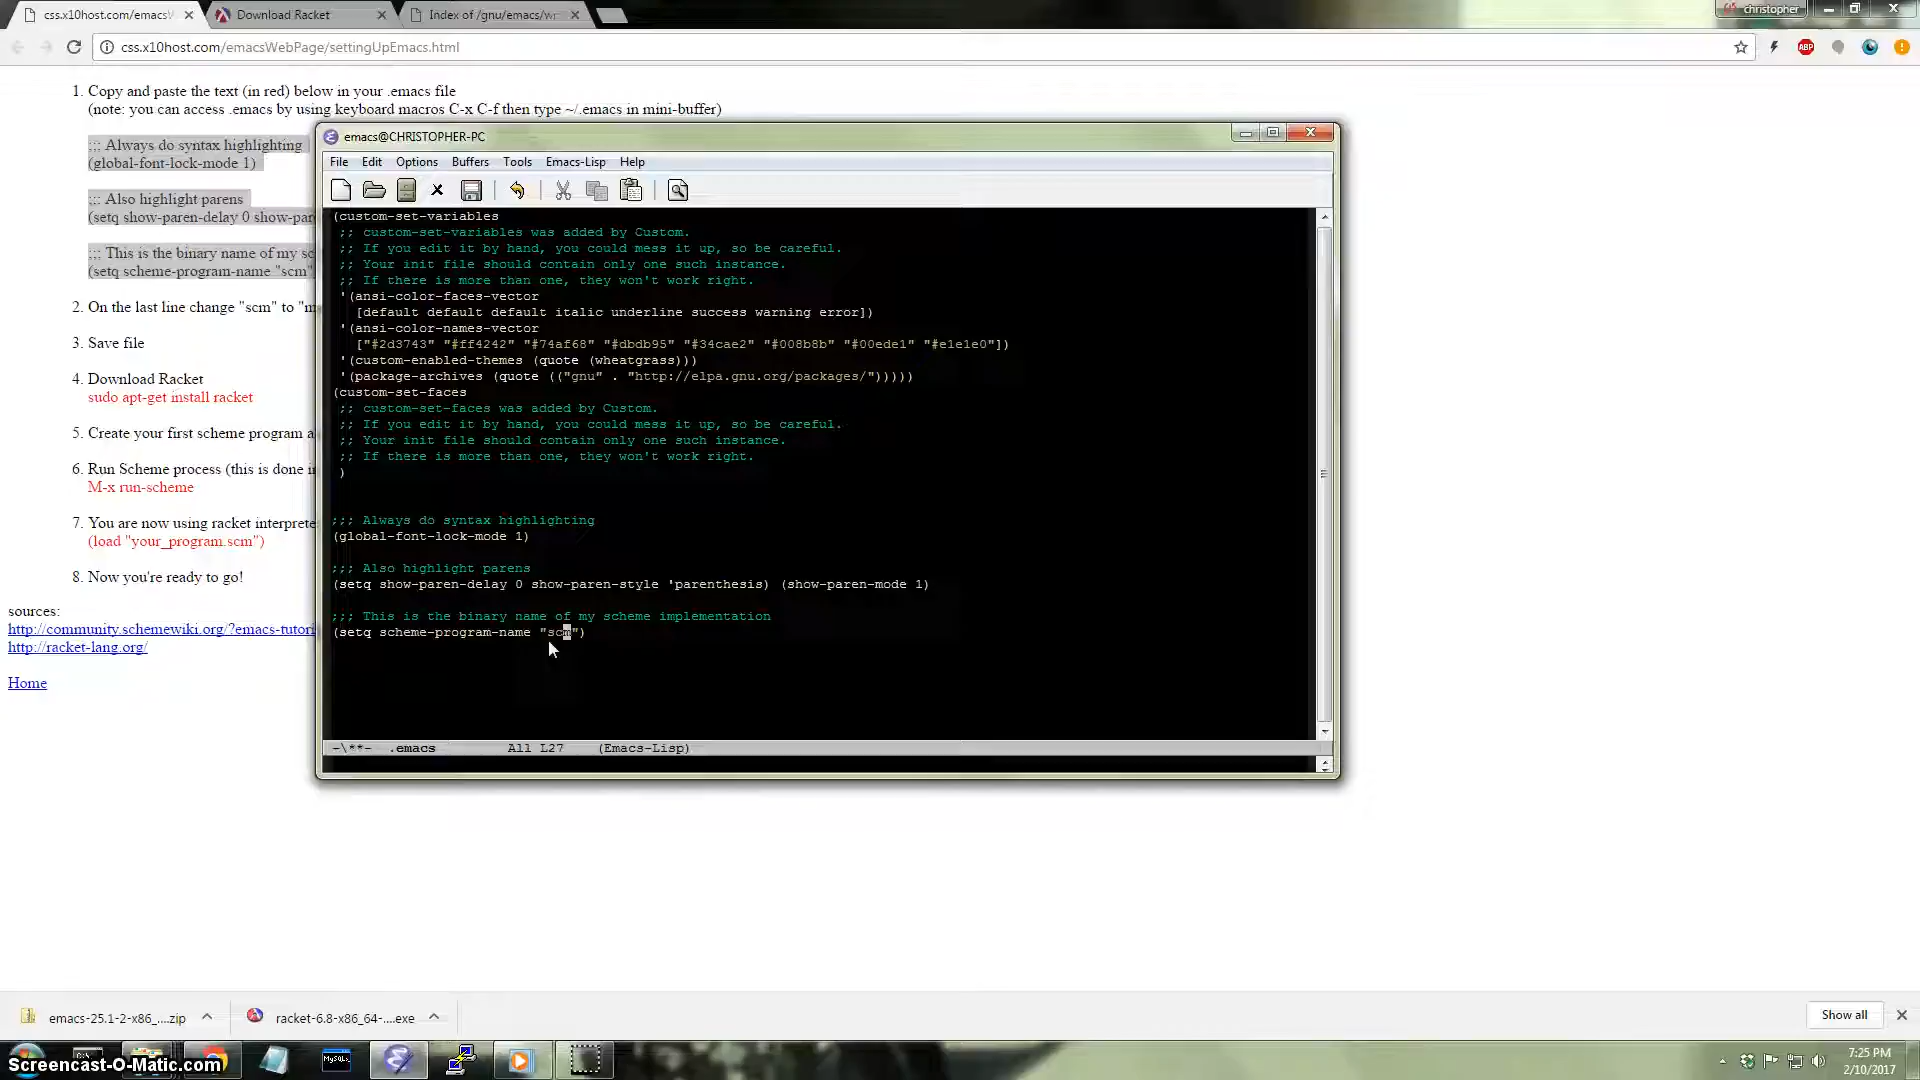 css.x10host.com/emacsW
Download Racket
Index of /gnu/emacs/w
christopher
css.x10host.com/emacsWebPage/settingUpEmacs.html
ABP
1. Copy and paste the text (in red) below in your .emacs file
(note: you can access .emacs by using keyboard macros C-x C-f then type ~/.emacs in mini-buffer)
;;; Always do syntax highlighting
(global-font-lock-mode 1)
;;; Also highlight parens
(setq show-paren-delay 0 show-par
;;; This is the binary name of my sc
(setq scheme-program-name "scm"
2. On the last line change "scm" to "m
3. Save file
4. Download Racket
sudo apt-get install racket
5. Create your first scheme program a
6. Run Scheme process (this is done i
M-x run-scheme
7. You are now using racket interprete
(load "your_program.scm")
8. Now you're ready to go!
sources:
http://community.schemewiki.org/?emacs-tutori
http://racket-lang.org/
Home
emacs@CHRISTOPHER-PC
File Edit Options Buffers Tools Emacs-Lisp Help
(custom-set-variables
;; custom-set-variables was added by Custom.
;; If you edit it by hand, you could mess it up, so be careful.
;; Your init file should contain only one such instance.
;; If there is more than one, they won't work right.
'(ansi-color-faces-vector
[default default default italic underline success warning error])
'(ansi-color-names-vector
["#2d3743" "#ff4242" "#74af68" "#dbdb95" "#34cae2" "#008b8b" "#00ede1" "#e1e1e0"])
'(custom-enabled-themes (quote (wheatgrass)))
'(package-archives (quote (("gnu" . "http://elpa.gnu.org/packages/")))))
(custom-set-faces
;; custom-set-faces was added by Custom.
;; If you edit it by hand, you could mess it up, so be careful.
;; Your init file should contain only one such instance.
;; If there is more than one, they won't work right.
)
;;; Always do syntax highlighting
(global-font-lock-mode 1)
;;; Also highlight parens
(setq show-paren-delay 0 show-paren-style 'parenthesis) (show-paren-mode 1)
;;; This is the binary name of my scheme implementation
(setq scheme-program-name "scm")
-\**- .emacs All L27 (Emacs-Lisp)
emacs-25.1-2-x86_....zip
racket-6.8-x86_64-....exe
Show all
MySQL
Screencast-O-Matic.com
7:25 PM
2/10/2017